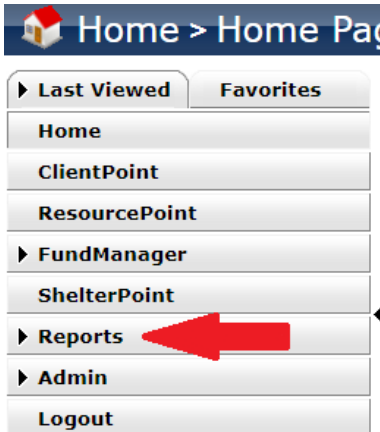 Home > Home Pag
Last Viewed Favorites
Home
ClientPoint
ResourcePoint
FundManager
ShelterPoint
Reports
Admin
Logout